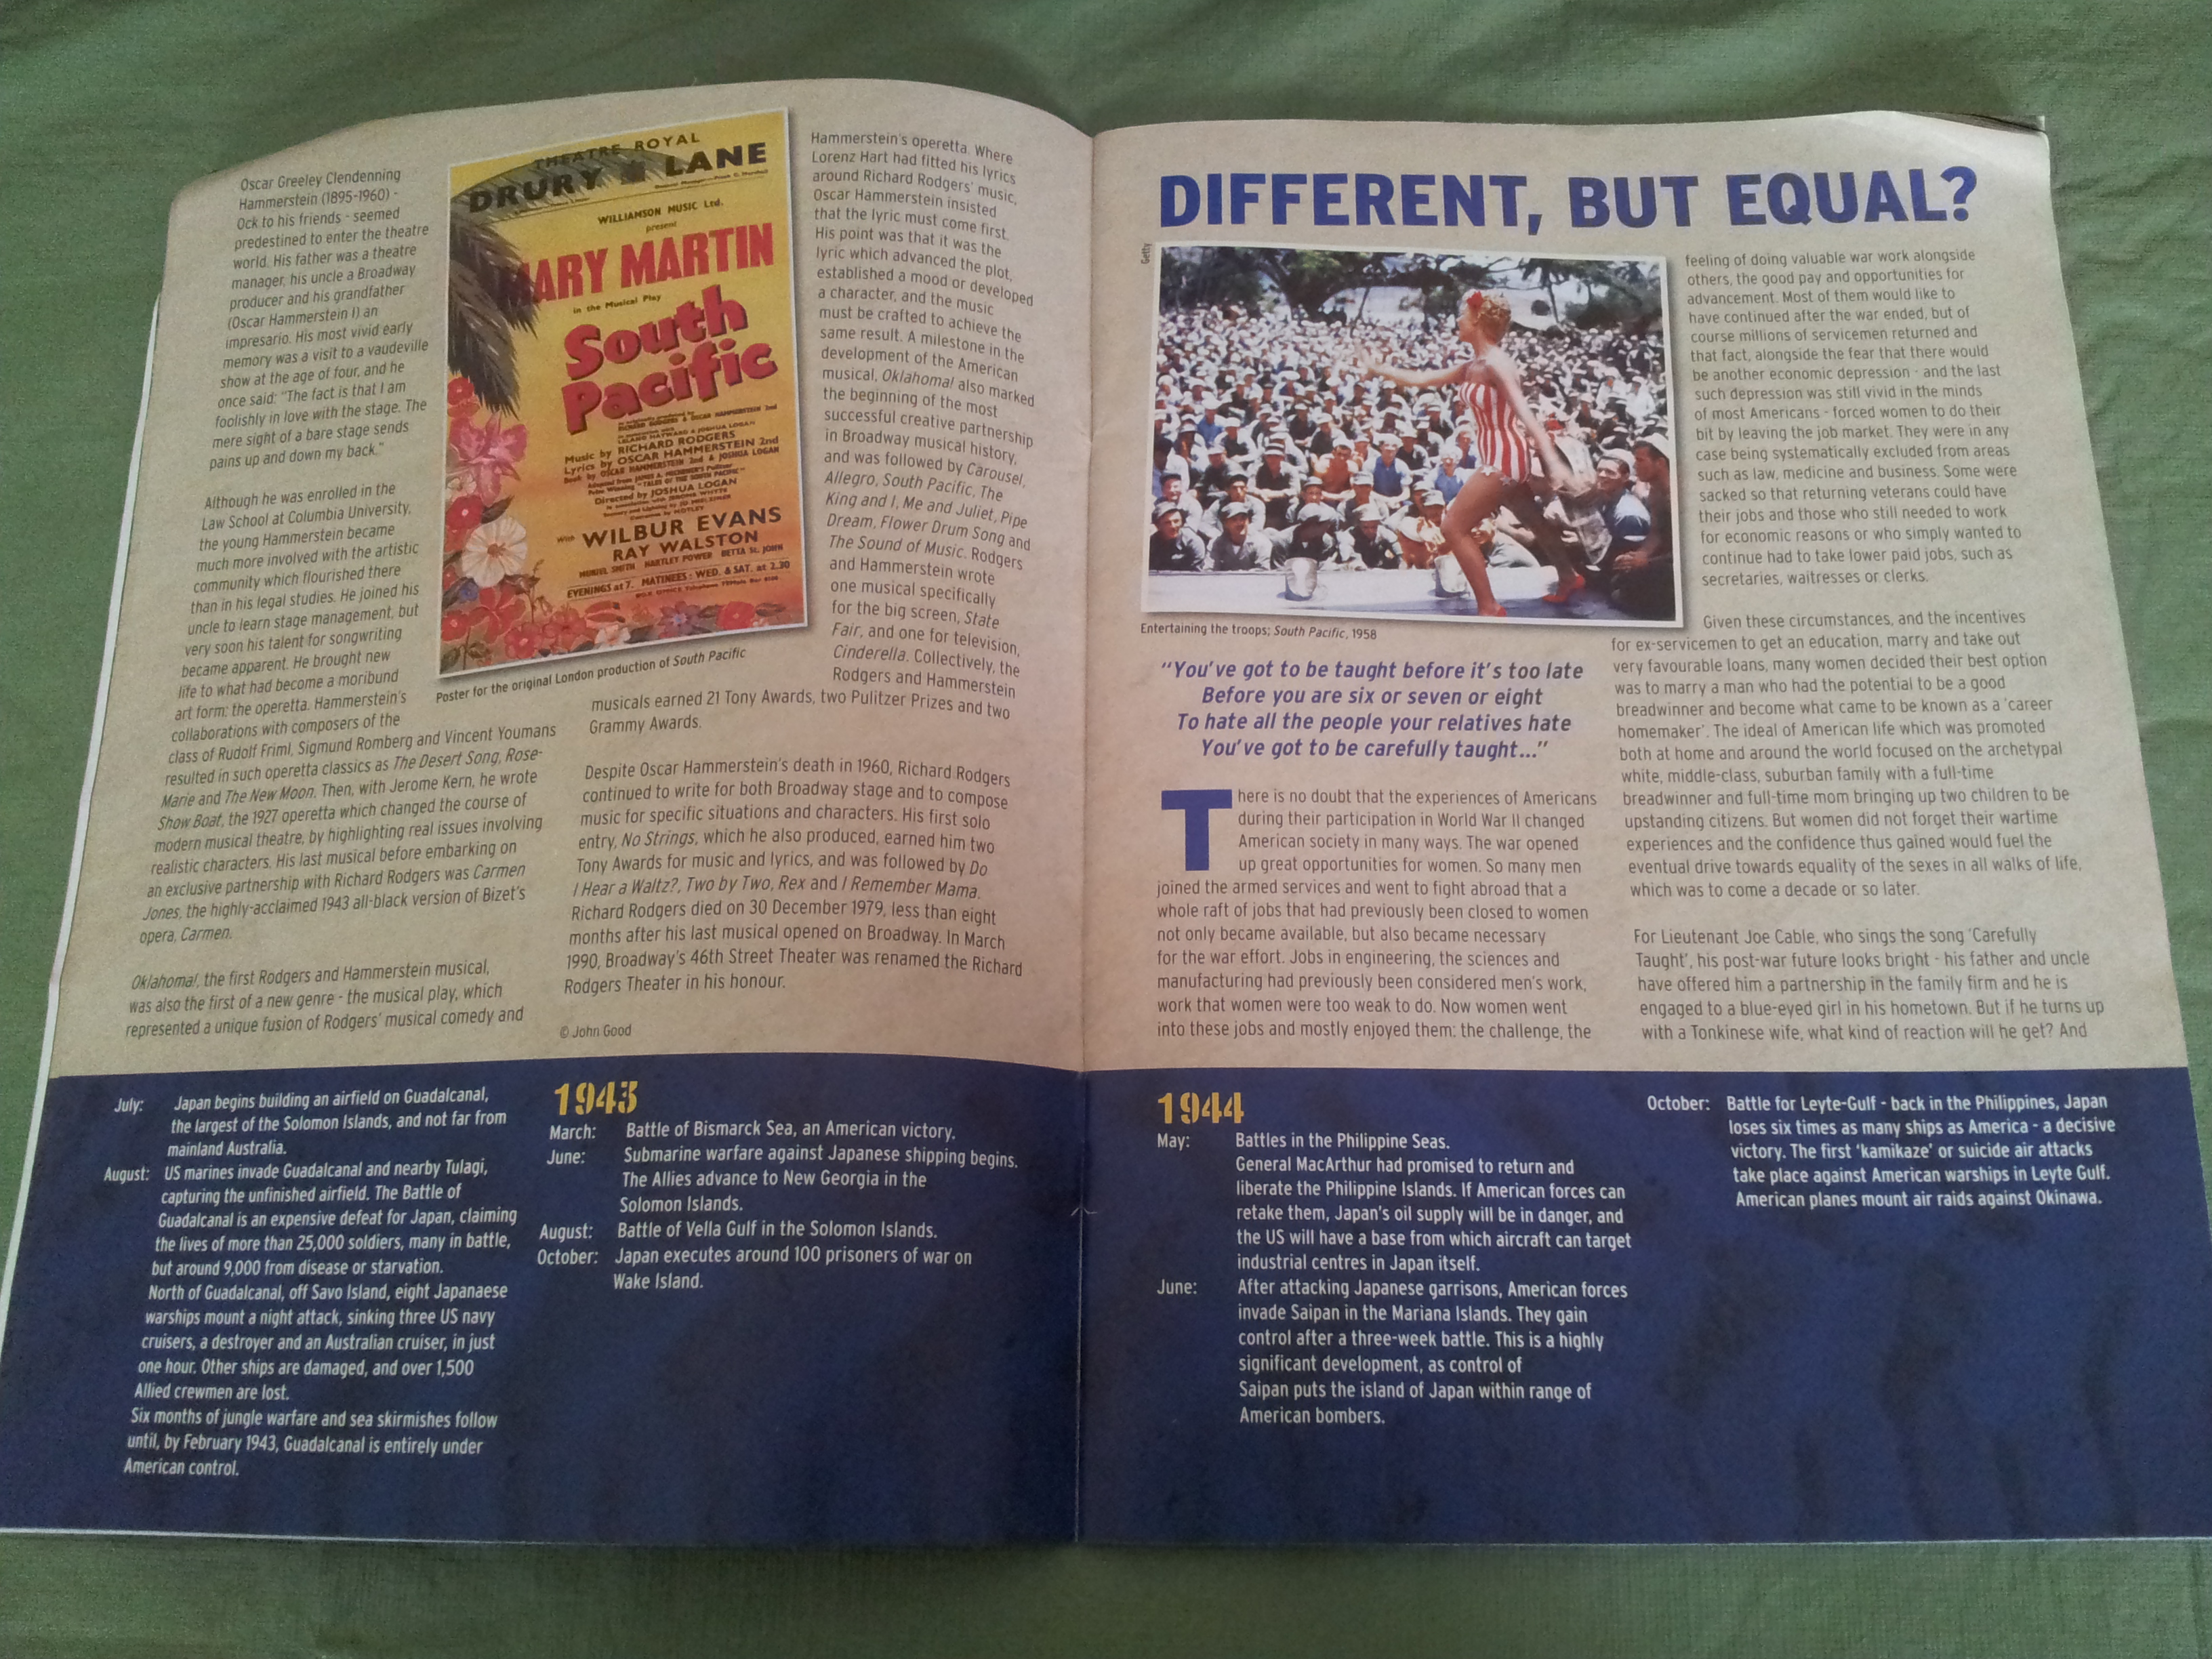 Oscar Greeley Clendenning
Hammerstein (1895-1960) -
Ock to his friends - seemed
predestined to enter the theatre
world. His father was a theatre
manager, his uncle a Broadway
producer and his grandfather
(Oscar Hammerstein I) an
impresario. His most vivid early
memory was a visit to a vaudeville
show at the age of four, and he
once said: "The fact is that I am
foolishly in love with the stage. The
mere sight of a bare stage sends
pains up and down my back."
Although he was enrolled in the
Law School at Columbia University,
the young Hammerstein became
much more involved with the artistic
community which flourished there
than in his legal studies. He joined his
uncle to learn stage management, but
very soon his talent for songwriting
became apparent. He brought new
life to what had become a moribund
art form: the operetta. Hammerstein's
collaborations with composers of the
class of Rudolf Friml, Sigmund Romberg and Vincent Youmans
resulted in such operetta classics as The Desert Song, Rose-
Marie and The New Moon. Then, with Jerome Kern, he wrote
Show Boat, the 1927 operetta which changed the course of
modern musical theatre, by highlighting real issues involving
realistic characters. His last musical before embarking on
an exclusive partnership with Richard Rodgers was Carmen
Jones, the highly-acclaimed 1943 all-black version of Bizet's
opera, Carmen.
Oklahoma!, the first Rodgers and Hammerstein musical,
was also the first of a new genre - the musical play, which
represented a unique fusion of Rodgers' musical comedy and
THEATRE ROYAL
DRURY LANE
WILLIAMSON MUSIC Ltd.
present
MARY MARTIN
in the Musical Play
South
Pacific
RICHARD RODGERS & OSCAR HAMMERSTEIN 2nd
LELAND HAYWARD & JOSHUA LOGAN
Music by RICHARD RODGERS
Lyrics by OSCAR HAMMERSTEIN 2nd
Book by OSCAR HAMMERSTEIN 2nd & JOSHUA LOGAN
Adapted from JAMES A. MICHENER'S Pulitzer
Prize Winning "TALES OF THE SOUTH PACIFIC"
Directed by JOSHUA LOGAN
With WILBUR EVANS
RAY WALSTON
MURIEL SMITH HARTLEY POWER BETTA St. JOHN
EVENINGS at 7. MATINEES: WED. & SAT. at 2.30
Poster for the original London production of South Pacific
Hammerstein's operetta. Where
Lorenz Hart had fitted his lyrics
around Richard Rodgers' music,
Oscar Hammerstein insisted
that the lyric must come first.
His point was that it was the
lyric which advanced the plot,
established a mood or developed
a character, and the music
must be crafted to achieve the
same result. A milestone in the
development of the American
musical, Oklahoma! also marked
the beginning of the most
successful creative partnership
in Broadway musical history,
and was followed by Carousel,
Allegro, South Pacific, The
King and I, Me and Juliet, Pipe
Dream, Flower Drum Song and
The Sound of Music. Rodgers
and Hammerstein wrote
one musical specifically
for the big screen, State
Fair, and one for television,
Cinderella. Collectively, the
Rodgers and Hammerstein
musicals earned 21 Tony Awards, two Pulitzer Prizes and two
Grammy Awards.
Despite Oscar Hammerstein's death in 1960, Richard Rodgers
continued to write for both Broadway stage and to compose
music for specific situations and characters. His first solo
entry, No Strings, which he also produced, earned him two
Tony Awards for music and lyrics, and was followed by Do
I Hear a Waltz?, Two by Two, Rex and I Remember Mama.
Richard Rodgers died on 30 December 1979, less than eight
months after his last musical opened on Broadway. In March
1990, Broadway's 46th Street Theater was renamed the Richard
Rodgers Theater in his honour.
© John Good
July: Japan begins building an airfield on Guadalcanal,
the largest of the Solomon Islands, and not far from
mainland Australia.
August: US marines invade Guadalcanal and nearby Tulagi,
capturing the unfinished airfield. The Battle of
Guadalcanal is an expensive defeat for Japan, claiming
the lives of more than 25,000 soldiers, many in battle,
but around 9,000 from disease or starvation.
North of Guadalcanal, off Savo Island, eight Japanaese
warships mount a night attack, sinking three US navy
cruisers, a destroyer and an Australian cruiser, in just
one hour. Other ships are damaged, and over 1,500
Allied crewmen are lost.
Six months of jungle warfare and sea skirmishes follow
until, by February 1943, Guadalcanal is entirely under
American control.
1943
March: Battle of Bismarck Sea, an American victory.
June: Submarine warfare against Japanese shipping begins.
The Allies advance to New Georgia in the
Solomon Islands.
August: Battle of Vella Gulf in the Solomon Islands.
October: Japan executes around 100 prisoners of war on
Wake Island.
DIFFERENT, BUT EQUAL?
Getty
Entertaining the troops; South Pacific, 1958
"You've got to be taught before it's too late
Before you are six or seven or eight
To hate all the people your relatives hate
You've got to be carefully taught..."
There is no doubt that the experiences of Americans
during their participation in World War II changed
American society in many ways. The war opened
up great opportunities for women. So many men
joined the armed services and went to fight abroad that a
whole raft of jobs that had previously been closed to women
not only became available, but also became necessary
for the war effort. Jobs in engineering, the sciences and
manufacturing had previously been considered men's work,
work that women were too weak to do. Now women went
into these jobs and mostly enjoyed them: the challenge, the
feeling of doing valuable war work alongside
others, the good pay and opportunities for
advancement. Most of them would like to
have continued after the war ended, but of
course millions of servicemen returned and
that fact, alongside the fear that there would
be another economic depression - and the last
such depression was still vivid in the minds
of most Americans - forced women to do their
bit by leaving the job market. They were in any
case being systematically excluded from areas
such as law, medicine and business. Some were
sacked so that returning veterans could have
their jobs and those who still needed to work
for economic reasons or who simply wanted to
continue had to take lower paid jobs, such as
secretaries, waitresses or clerks.
Given these circumstances, and the incentives
for ex-servicemen to get an education, marry and take out
very favourable loans, many women decided their best option
was to marry a man who had the potential to be a good
breadwinner and become what came to be known as a 'career
homemaker'. The ideal of American life which was promoted
both at home and around the world focused on the archetypal
white, middle-class, suburban family with a full-time
breadwinner and full-time mom bringing up two children to be
upstanding citizens. But women did not forget their wartime
experiences and the confidence thus gained would fuel the
eventual drive towards equality of the sexes in all walks of life,
which was to come a decade or so later.
For Lieutenant Joe Cable, who sings the song 'Carefully
Taught', his post-war future looks bright - his father and uncle
have offered him a partnership in the family firm and he is
engaged to a blue-eyed girl in his hometown. But if he turns up
with a Tonkinese wife, what kind of reaction will he get? And
1944
May: Battles in the Philippine Seas.
General MacArthur had promised to return and
liberate the Philippine Islands. If American forces can
retake them, Japan's oil supply will be in danger, and
the US will have a base from which aircraft can target
industrial centres in Japan itself.
June: After attacking Japanese garrisons, American forces
invade Saipan in the Mariana Islands. They gain
control after a three-week battle. This is a highly
significant development, as control of
Saipan puts the island of Japan within range of
American bombers.
October: Battle for Leyte-Gulf - back in the Philippines, Japan
loses six times as many ships as America - a decisive
victory. The first 'kamikaze' or suicide air attacks
take place against American warships in Leyte Gulf.
American planes mount air raids against Okinawa.